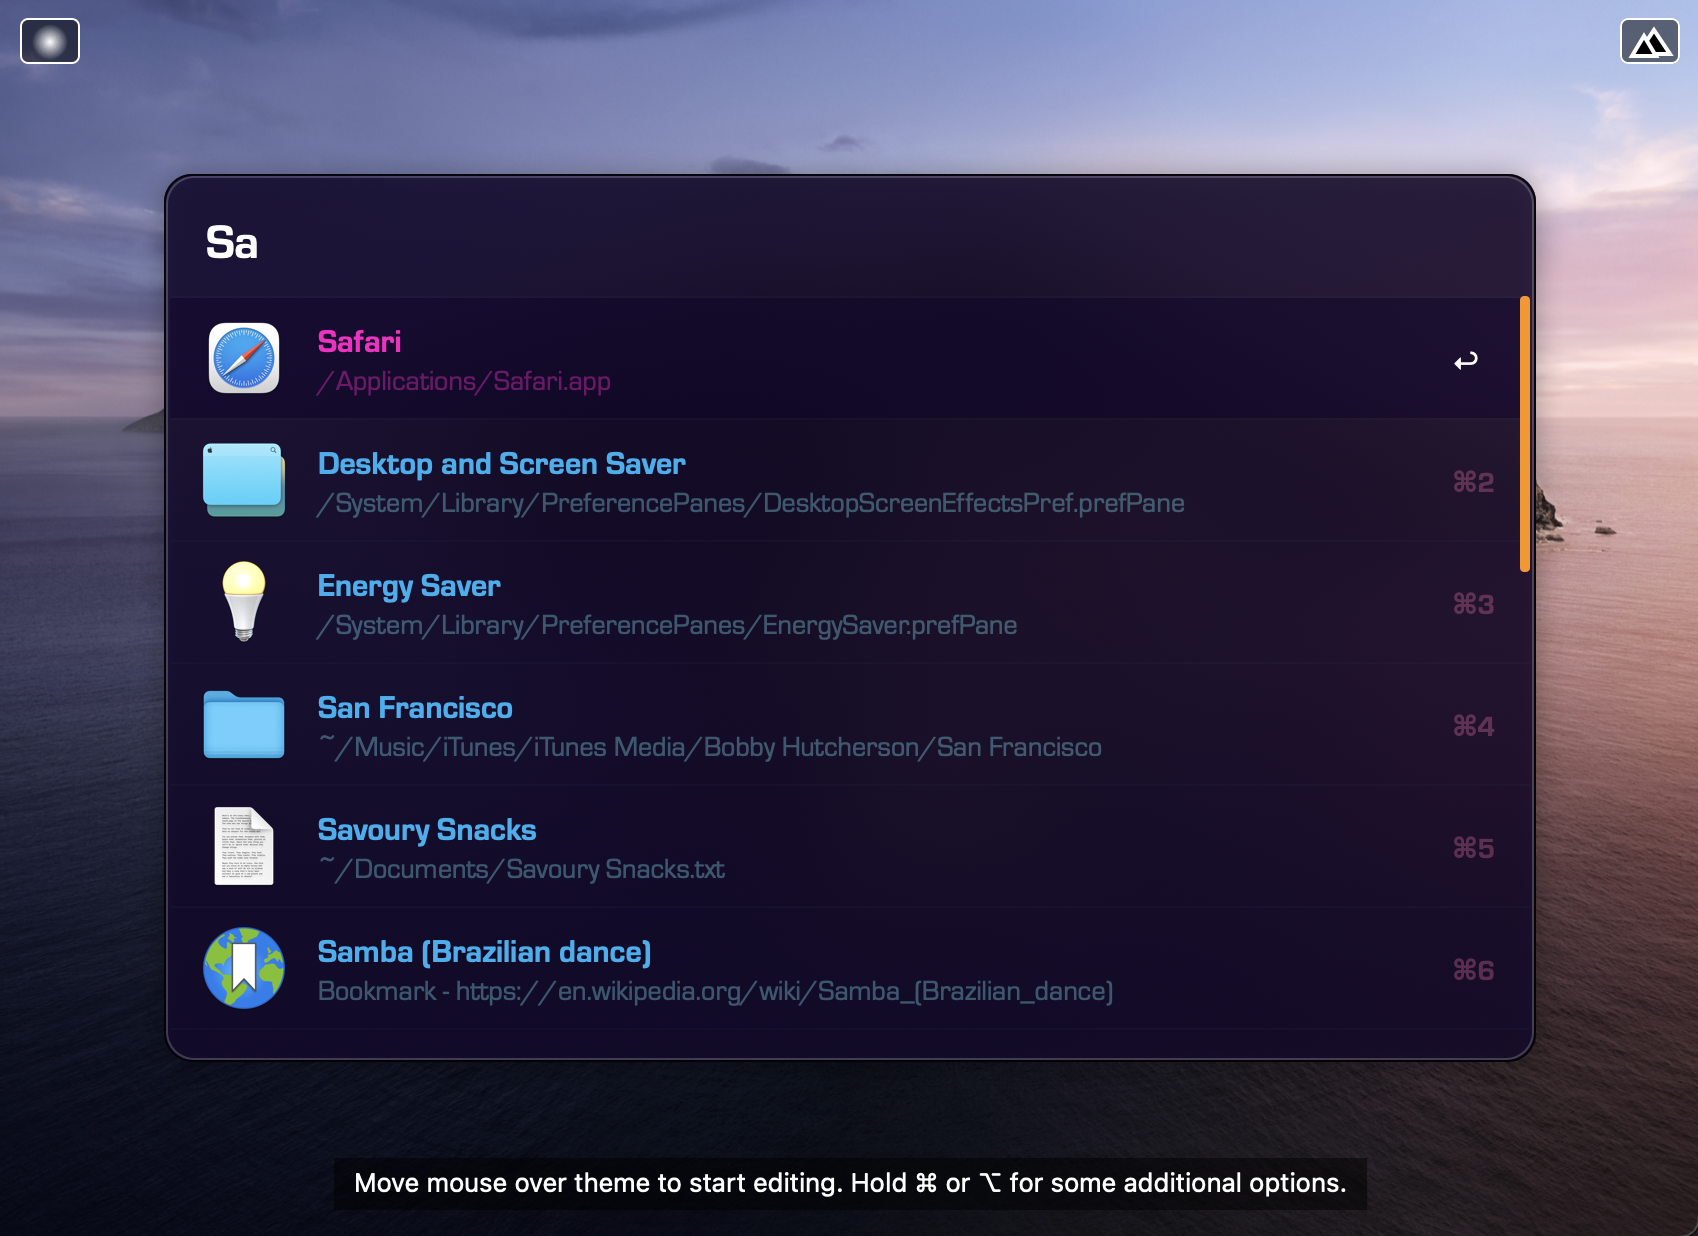 Sa
Safari
/Applications/Safari.app
Desktop and Screen Saver
/System/Library/PreferencePanes/DesktopScreenEffectsPref.prefPane
⌘2
Energy Saver
/System/Library/PreferencePanes/EnergySaver.prefPane
⌘3
San Francisco
~/Music/iTunes/iTunes Media/Bobby Hutcherson/San Francisco
⌘4
Savoury Snacks
~/Documents/Savoury Snacks.txt
⌘5
Samba (Brazilian dance)
Bookmark - https://en.wikipedia.org/wiki/Samba_(Brazilian_dance)
⌘6
Move mouse over theme to start editing. Hold ⌘ or ⌥ for some additional options.